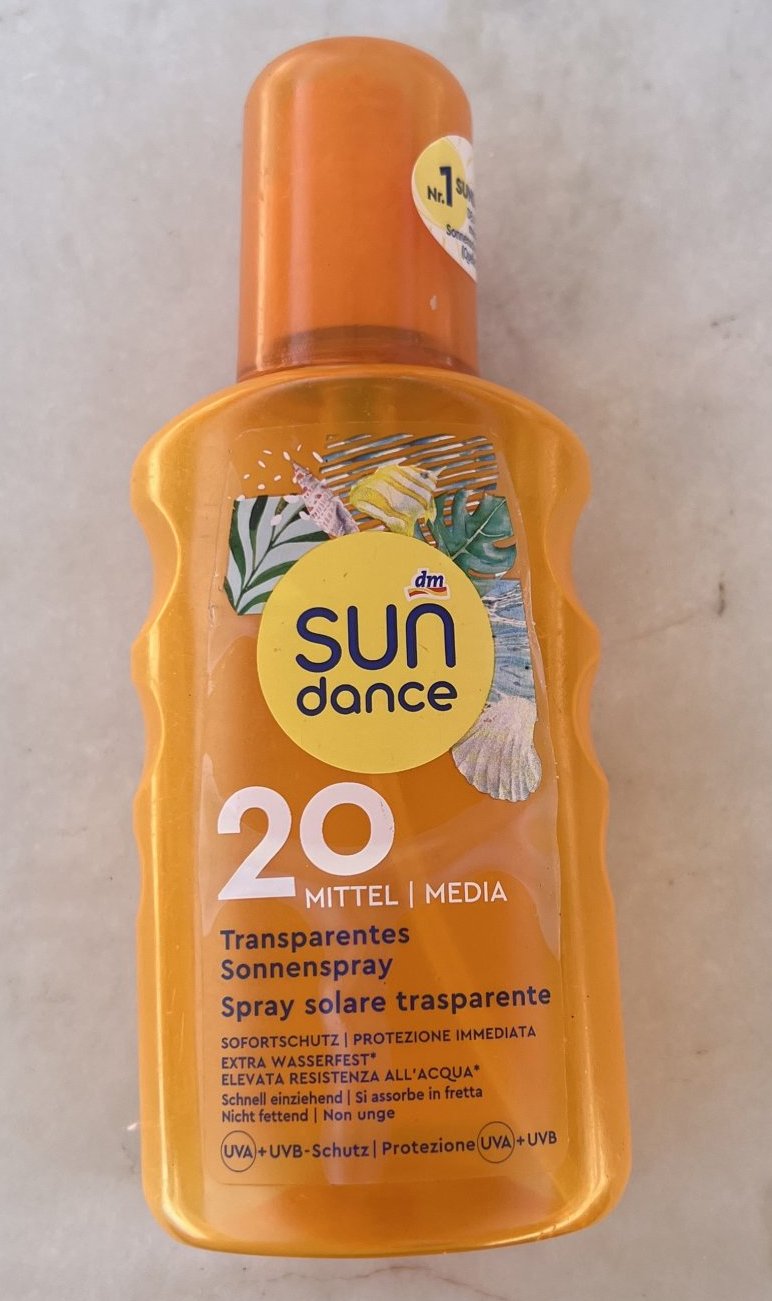 Nr.1
dm
SUN
dance
20
MITTEL | MEDIA
Transparentes
Sonnenspray
Spray solare trasparente
SOFORTSCHUTZ | PROTEZIONE IMMEDIATA
EXTRA WASSERFEST*
ELEVATA RESISTENZA ALL'ACQUA*
Schnell einziehend | Si assorbe in fretta
Nicht fettend | Non unge
UVA+UVB-Schutz | Protezione UVA+UVB